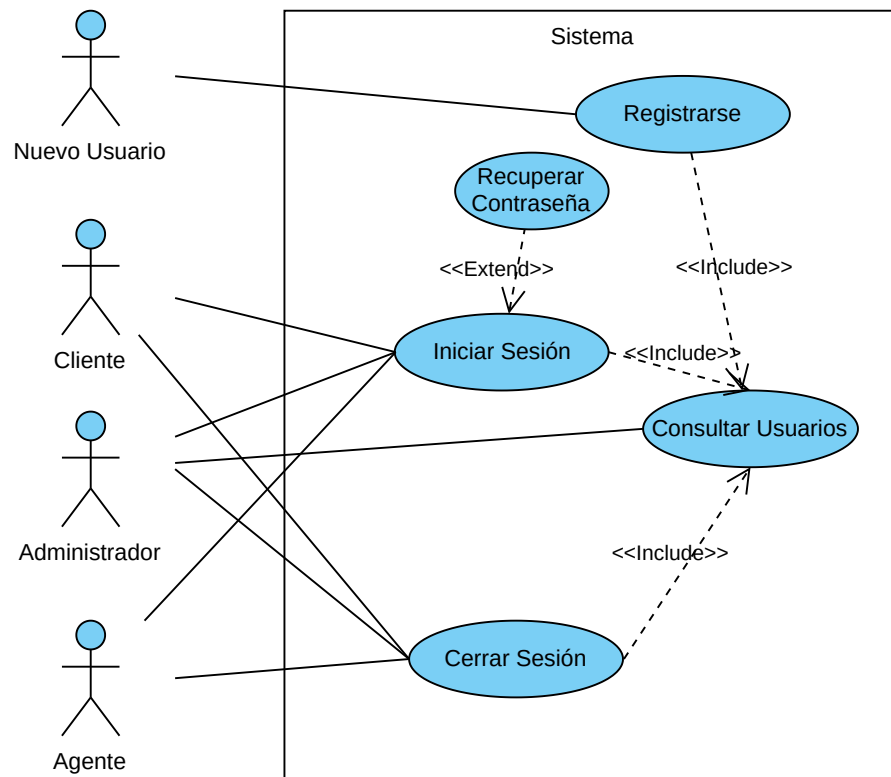 Sistema
Registrarse
Nuevo Usuario
Recuperar
Contraseña
<<Extend>>
<<Include>>
Iniciar Sesión
<<Include>>
Cliente
Consultar Usuarios
Administrador
<<Include>>
Cerrar Sesión
Agente